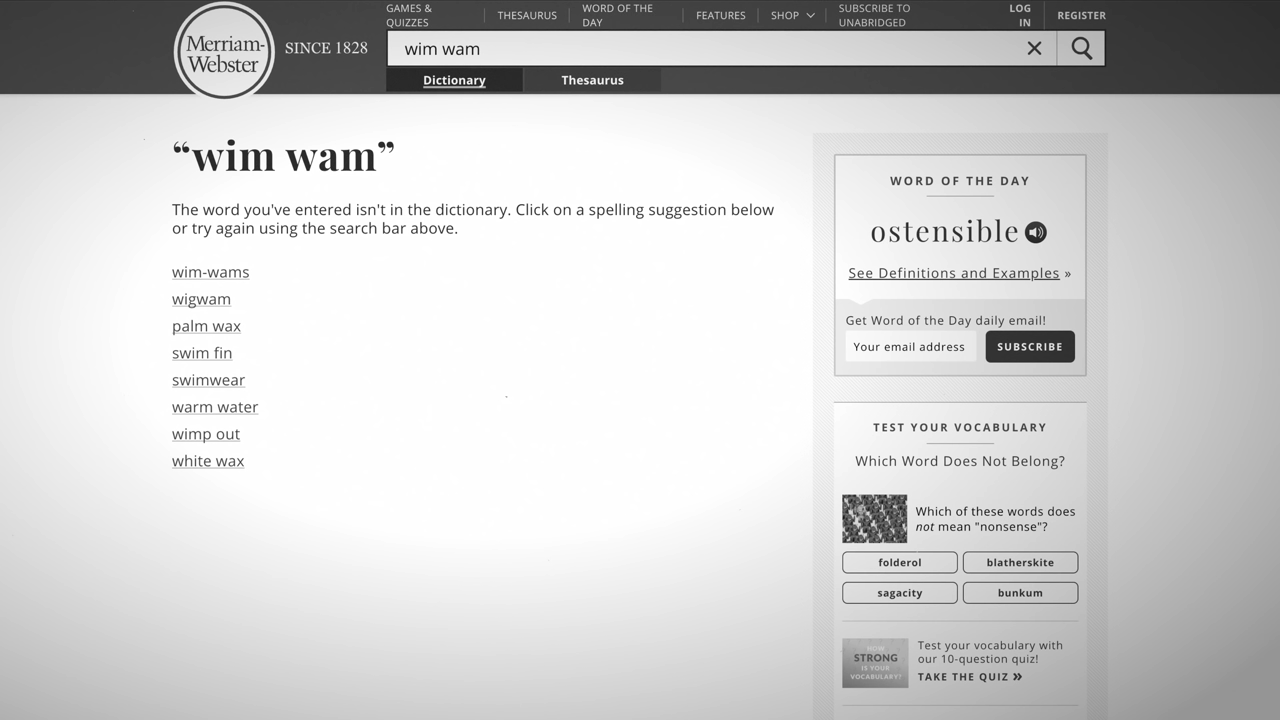 GAMES & QUIZZES
THESAURUS
WORD OF THE DAY
FEATURES
SHOP
SUBSCRIBE TO UNABRIDGED
LOG IN
REGISTER
Merriam-
Webster
SINCE 1828
wim wam
Dictionary
Thesaurus
“wim wam”
The word you've entered isn't in the dictionary. Click on a spelling suggestion below
or try again using the search bar above.
wim-wams
wigwam
palm wax
swim fin
swimwear
warm water
wimp out
white wax
WORD OF THE DAY
ostensible
See Definitions and Examples »
Get Word of the Day daily email!
Your email address
SUBSCRIBE
TEST YOUR VOCABULARY
Which Word Does Not Belong?
Which of these words does
not mean "nonsense"?
folderol
blatherskite
sagacity
bunkum
HOW
STRONG
IS YOUR
VOCABULARY?
Test your vocabulary with
our 10-question quiz!
TAKE THE QUIZ »